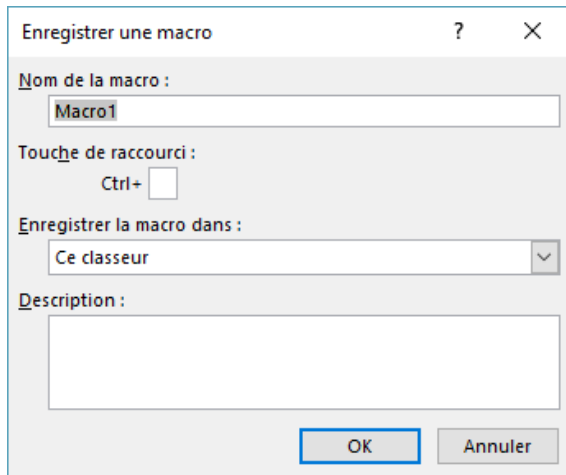 Enregistrer une macro ?
Nom de la macro :
Macro1
Touche de raccourci :
Ctrl+
Enregistrer la macro dans :
Ce classeur
Description :
OK Annuler